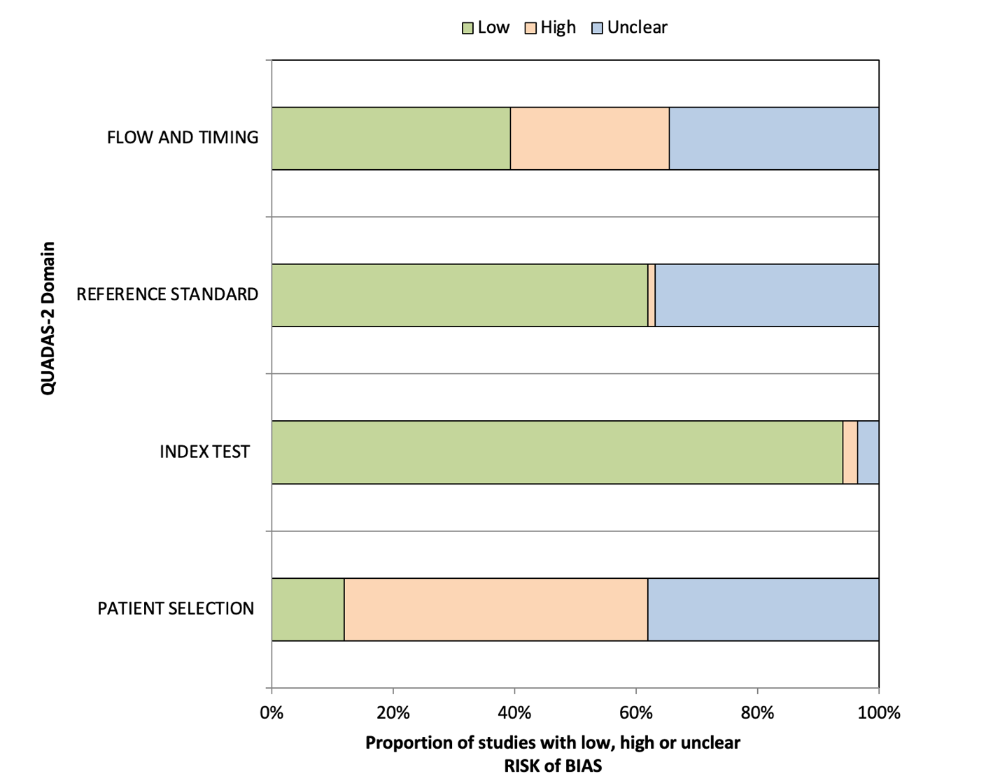 Low High Unclear
FLOW AND TIMING
REFERENCE STANDARD
INDEX TEST
PATIENT SELECTION
QUADAS-2 Domain
0% 20% 40% 60% 80% 100%
Proportion of studies with low, high or unclear
RISK of BIAS